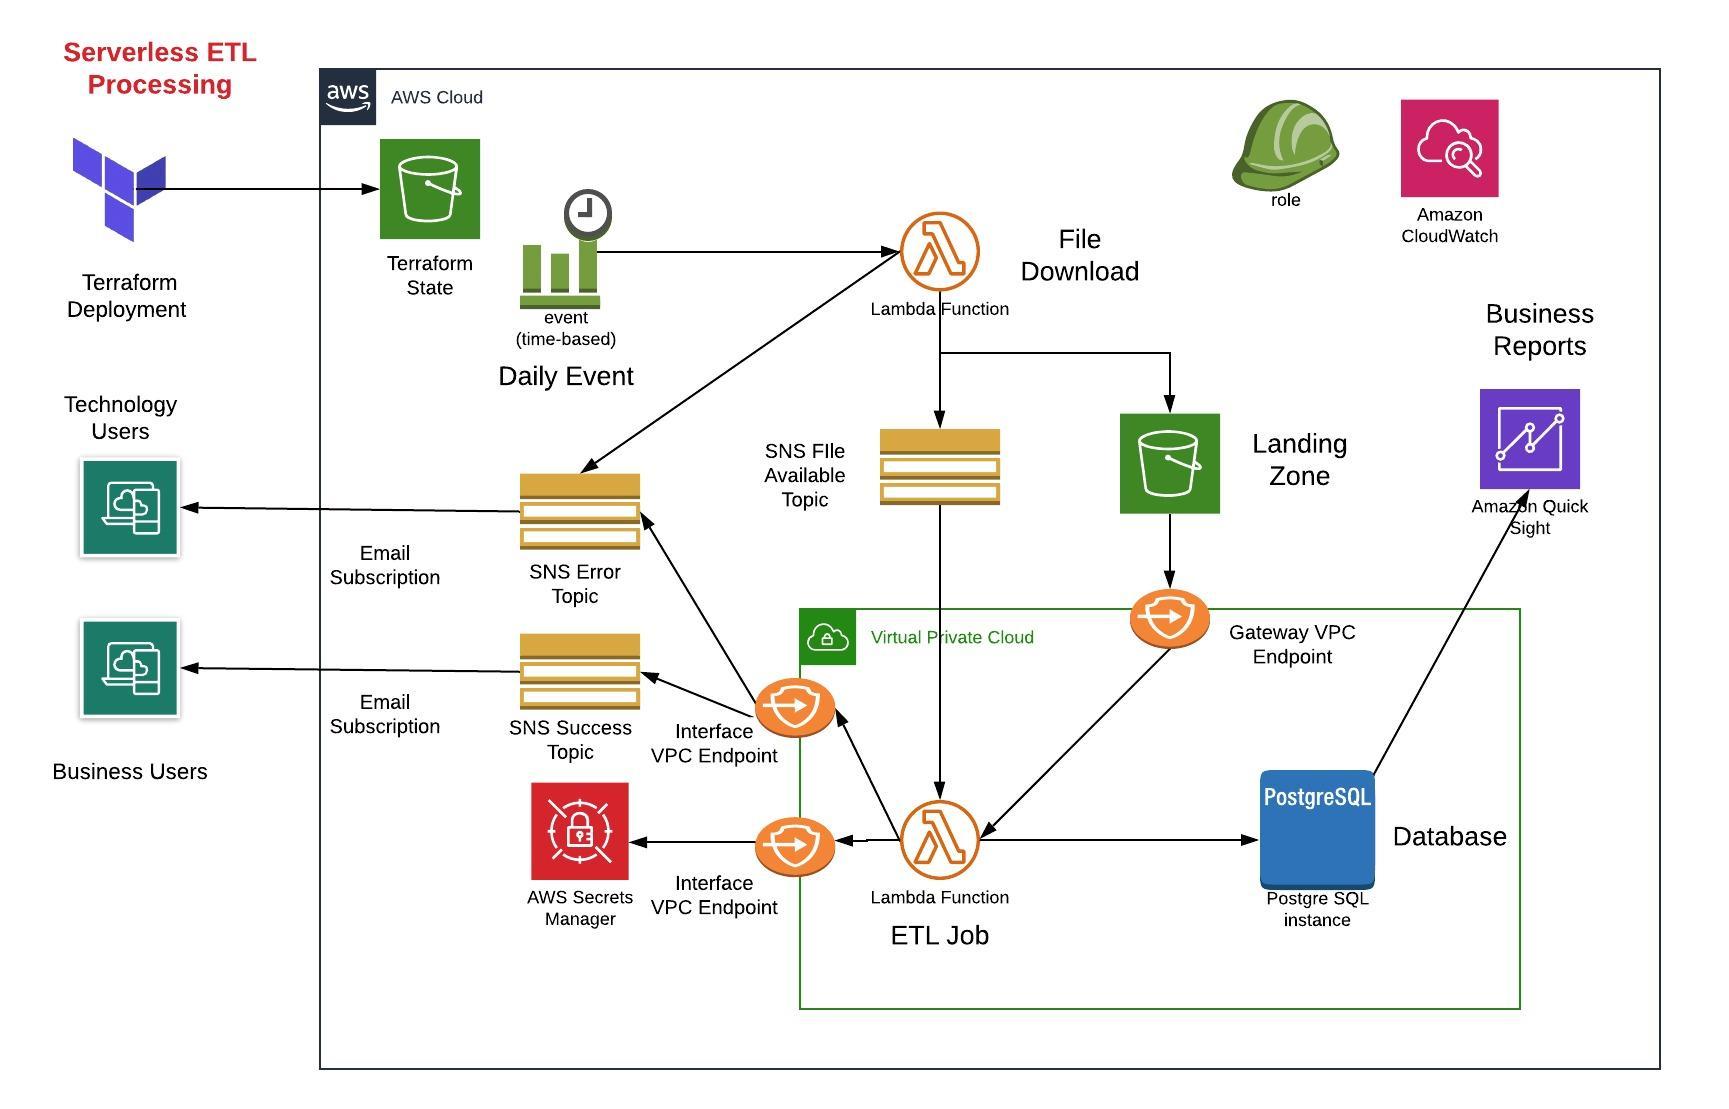 Serverless ETL
Processing
aws
AWS Cloud
role
Amazon
CloudWatch
Terraform
State
Terraform
Deployment
event
(time-based)
Daily Event
Lambda Function
File
Download
Business
Reports
Technology
Users
SNS FIle
Available
Topic
Landing
Zone
Amazon Quick
Sight
Email
Subscription
SNS Error
Topic
Virtual Private Cloud
Gateway VPC
Endpoint
Email
Subscription
SNS Success
Topic
Interface
VPC Endpoint
Business Users
PostgreSQL
Database
AWS Secrets
Manager
Interface
VPC Endpoint
Lambda Function
ETL Job
Postgre SQL
instance